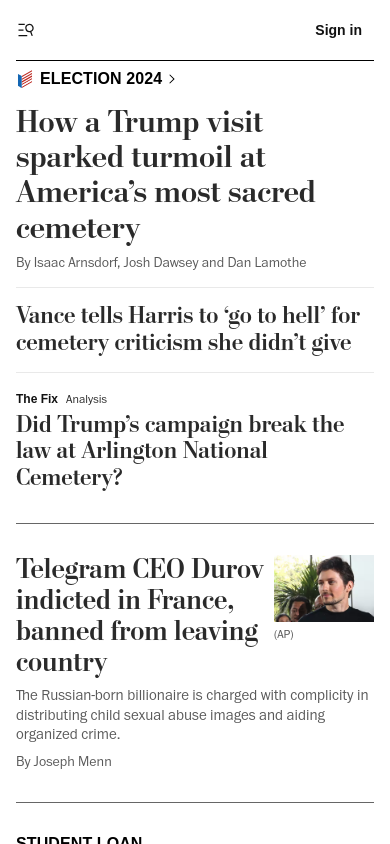 Sign in
ELECTION 2024
How a Trump visit
sparked turmoil at
America’s most sacred
cemetery
By Isaac Arnsdorf, Josh Dawsey and Dan Lamothe
Vance tells Harris to ‘go to hell’ for
cemetery criticism she didn’t give
The Fix Analysis
Did Trump’s campaign break the
law at Arlington National
Cemetery?
Telegram CEO Durov
indicted in France,
banned from leaving
country
(AP)
The Russian-born billionaire is charged with complicity in
distributing child sexual abuse images and aiding
organized crime.
By Joseph Menn
STUDENT LOAN